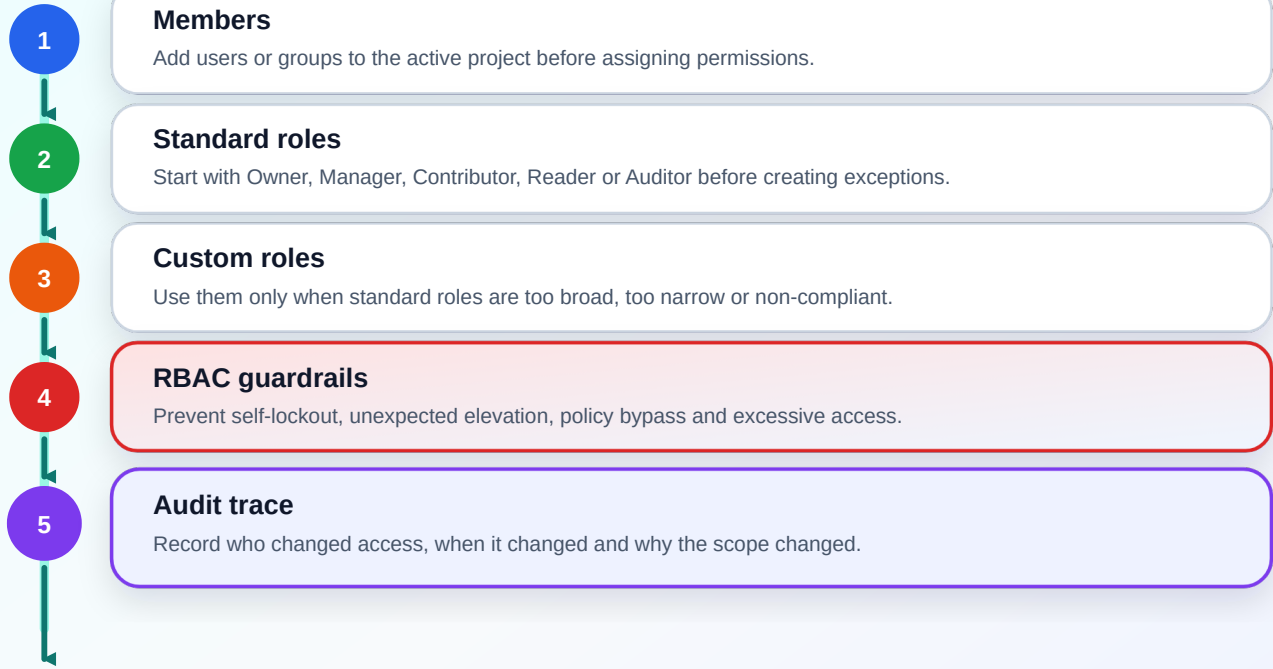 1
Members
Add users or groups to the active project before assigning permissions.
2
Standard roles
Start with Owner, Manager, Contributor, Reader or Auditor before creating exceptions.
3
Custom roles
Use them only when standard roles are too broad, too narrow or non-compliant.
4
RBAC guardrails
Prevent self-lockout, unexpected elevation, policy bypass and excessive access.
5
Audit trace
Record who changed access, when it changed and why the scope changed.